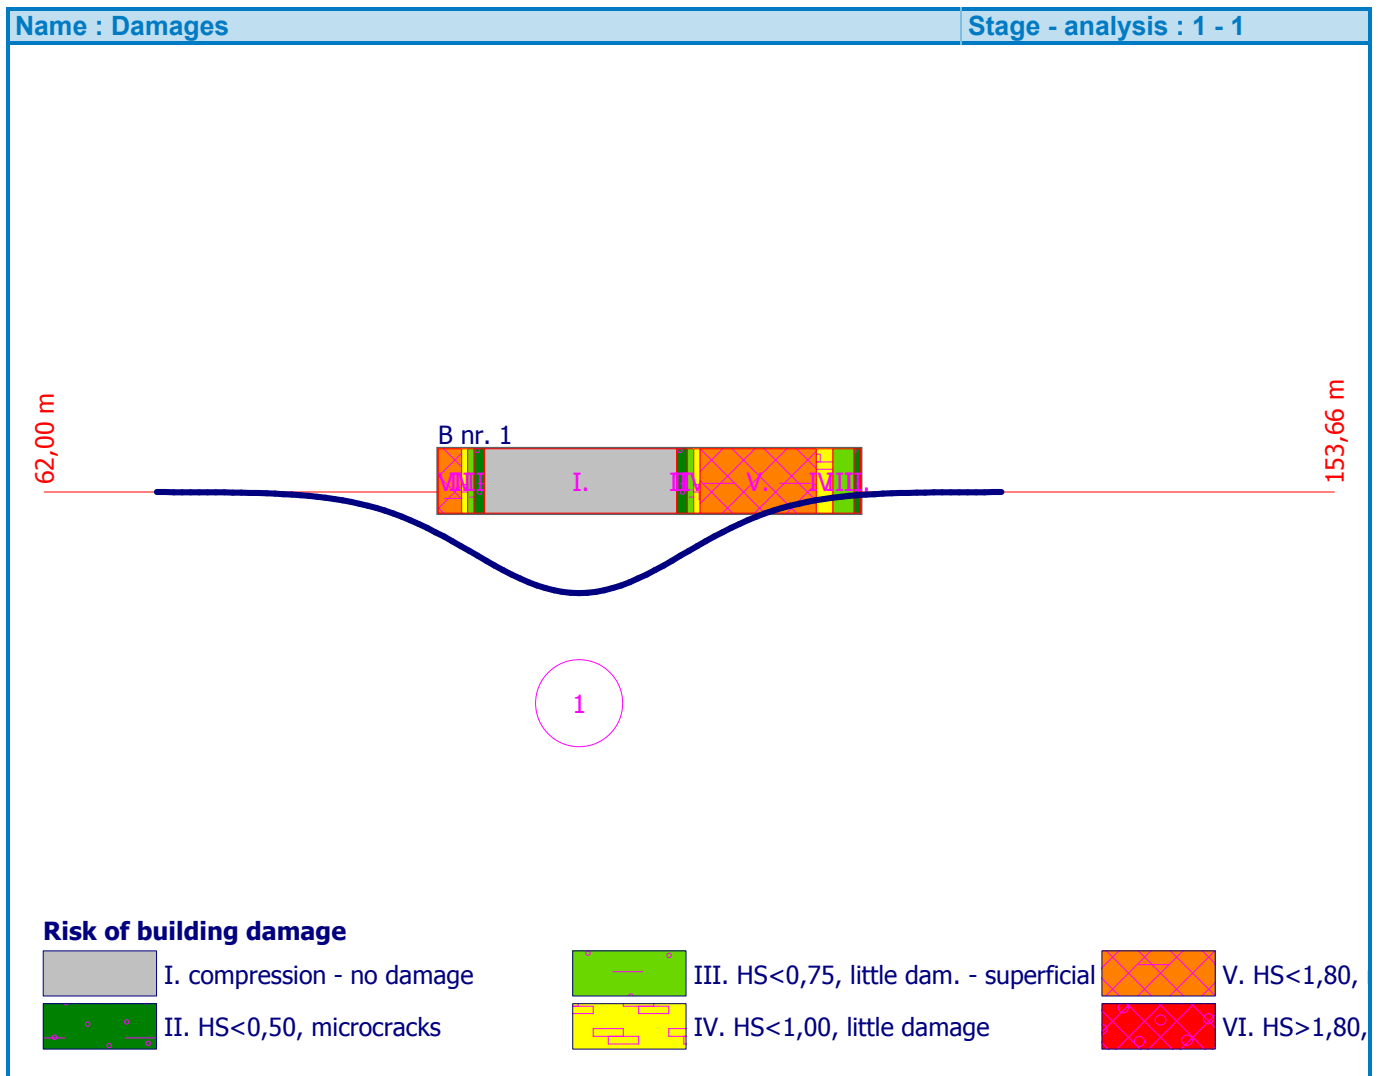 Name : Damages
Stage - analysis : 1 - 1
62,00 m
153,66 m
B nr. 1
I.
V.
1
Risk of building damage
I. compression - no damage
III. HS<0,75, little dam. - superficial
V. HS<1,80,
II. HS<0,50, microcracks
IV. HS<1,00, little damage
VI. HS>1,80,